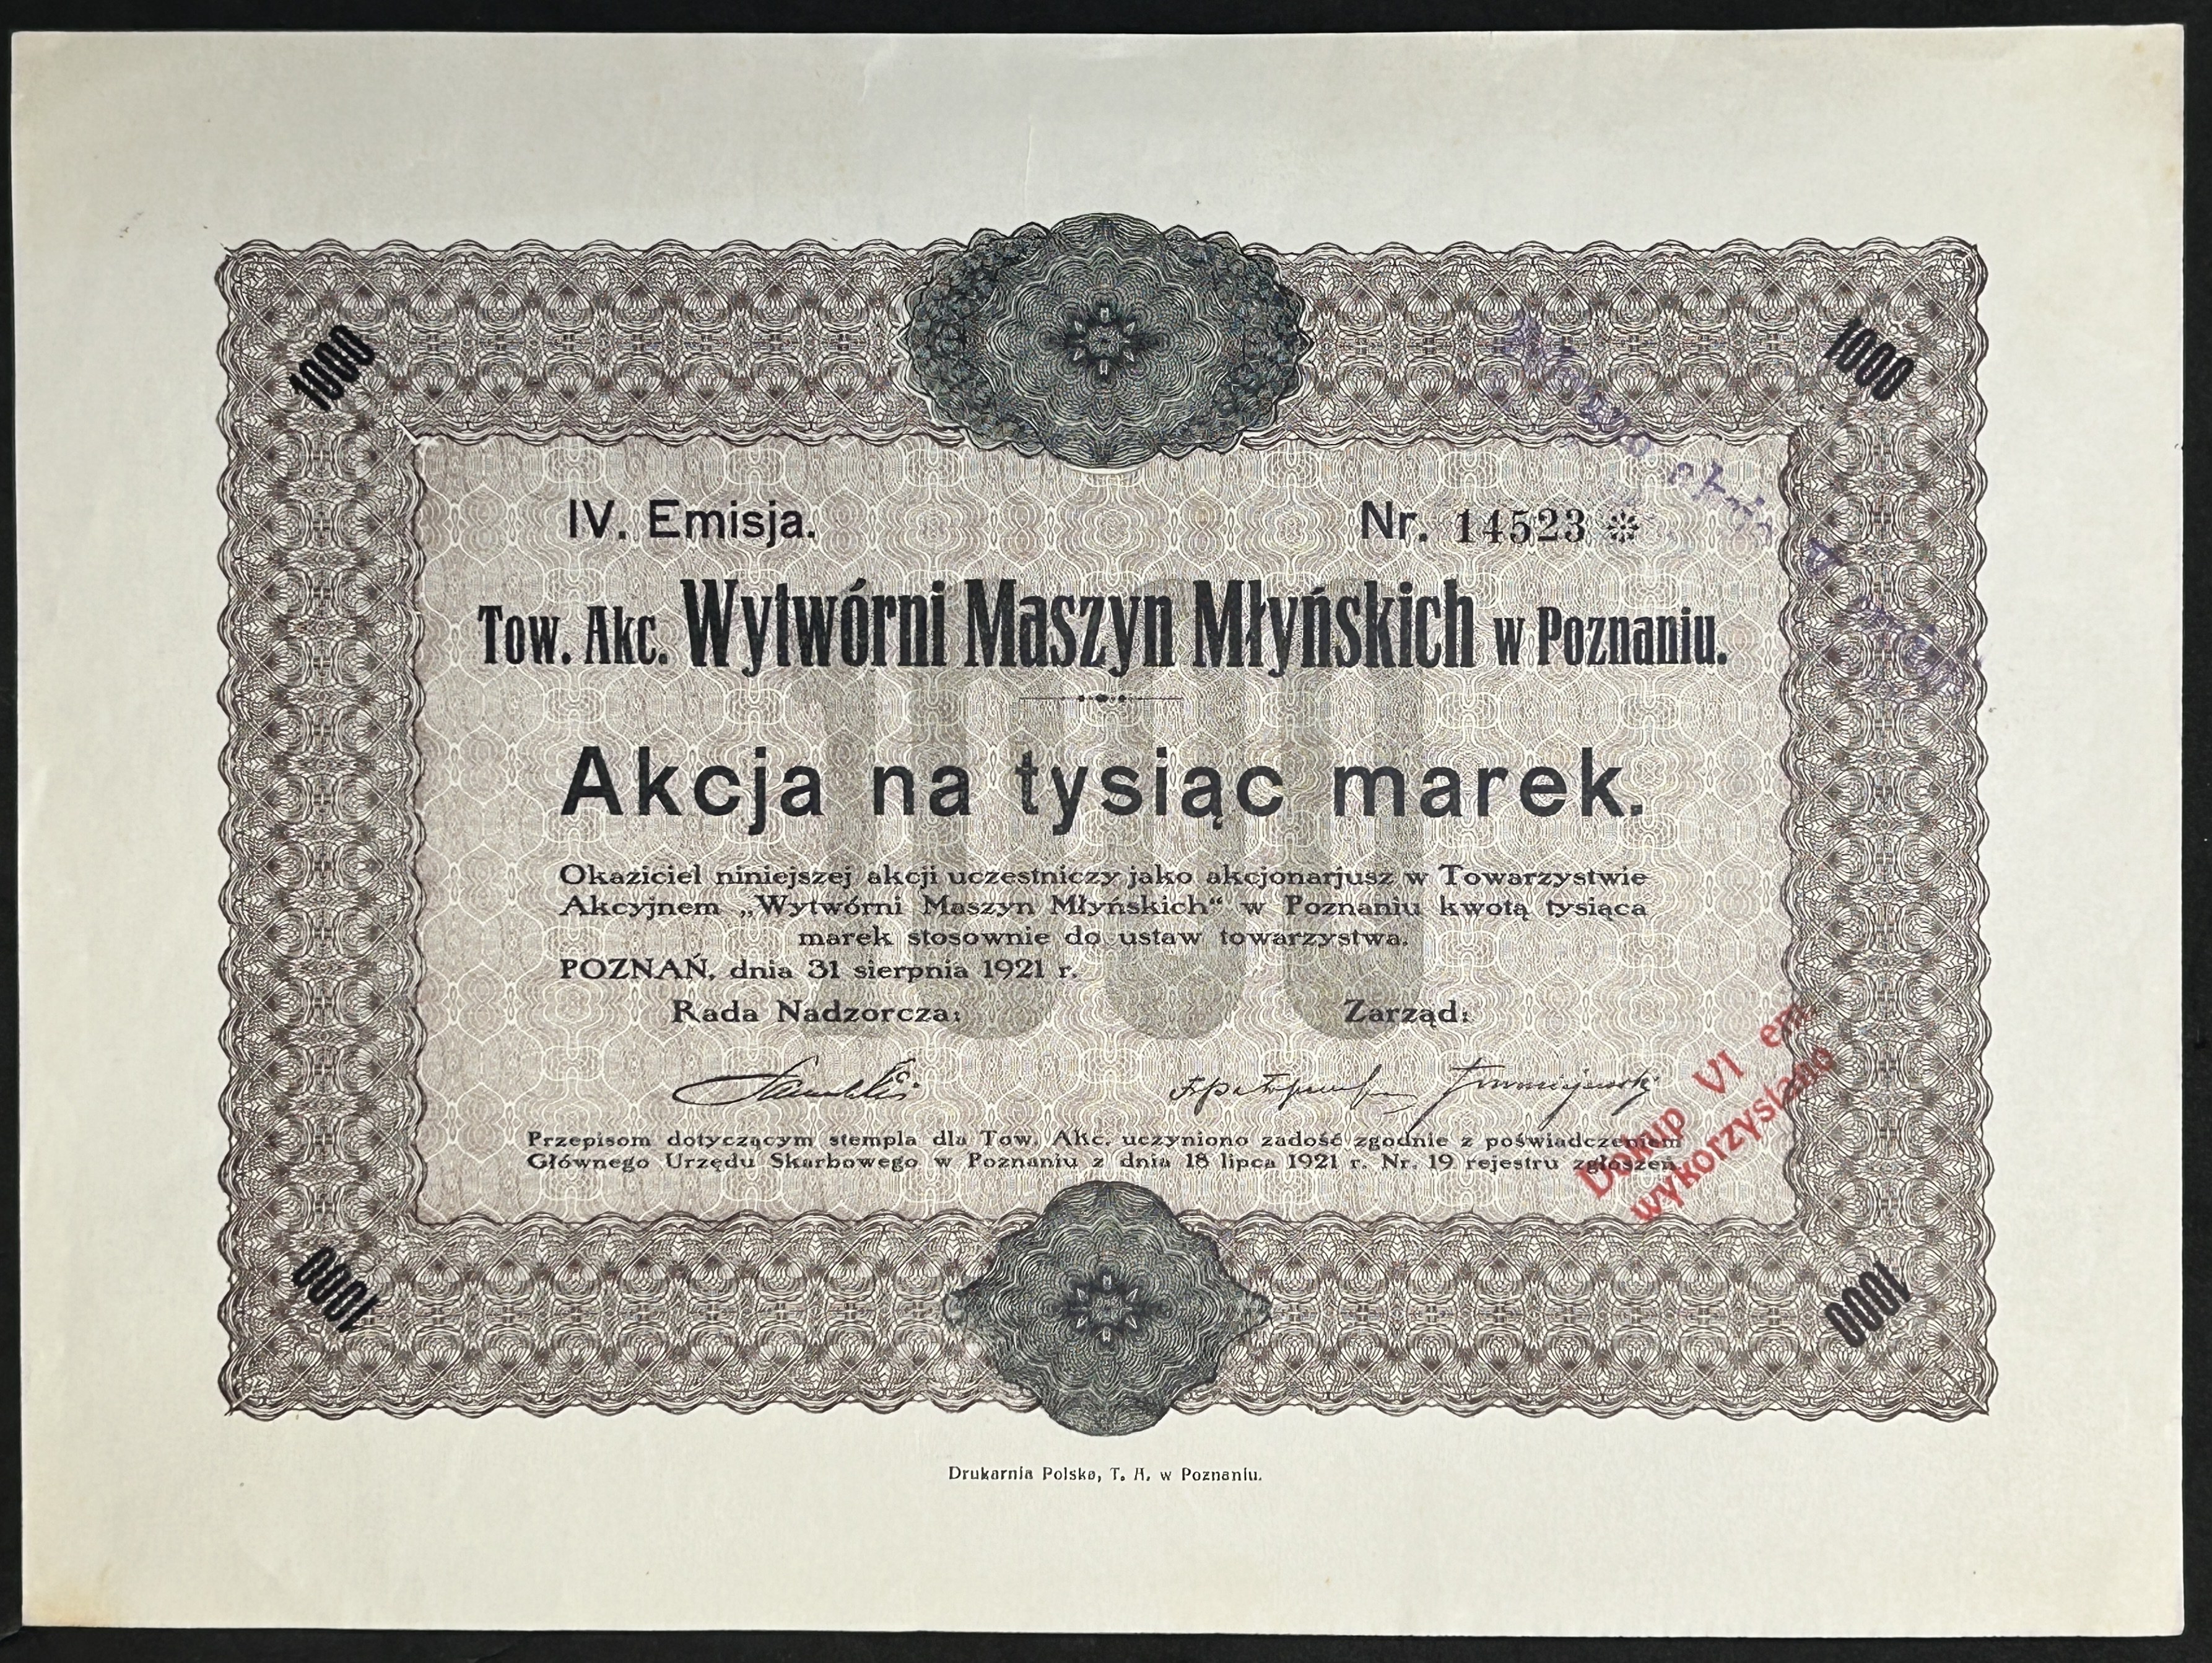 1000
1000
IV. Emisja.
Nr. 14523 *
Tow. Akc. Wytwórni Maszyn Młyńskich w Poznaniu.
Akcja na tysiąc marek.
Okaziciel niniejszej akcji uczestniczy jako akcjonarjusz w Towarzystwie
Akcyjnem „Wytwórni Maszyn Młyńskich“ w Poznaniu kwotą tysiąca
marek stosownie do ustaw towarzystwa.
POZNAŃ, dnia 31 sierpnia 1921 r.
Rada Nadzorcza:
Zarząd:
Dokup VI em.
wykorzystano
Przepisom dotyczącym stempla dla Tow. Akc. uczyniono zadość zgodnie z poświadczeniem
Głównego Urzędu Skarbowego w Poznaniu z dnia 18 lipca 1921 r. Nr. 19 rejestru zgłoszeń.
1000
1000
1000
Drukarnia Polska, T. A. w Poznaniu.